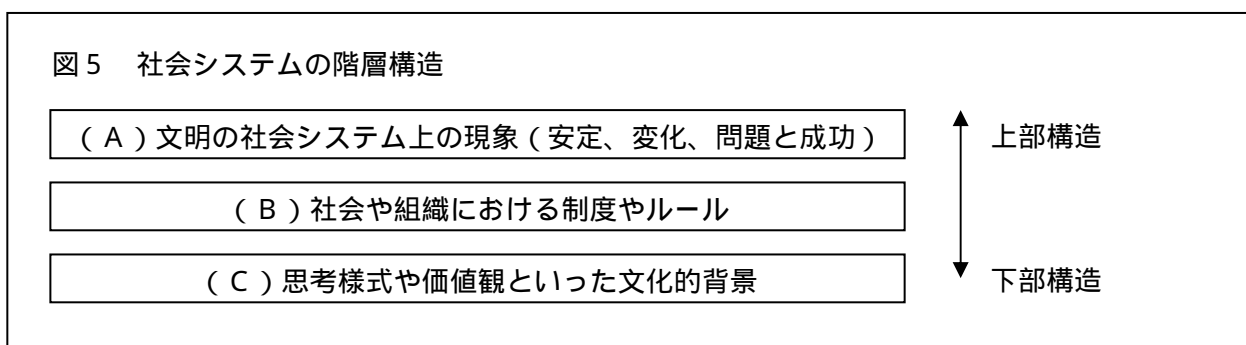 図５　社会システムの階層構造
（Ａ）文明の社会システム上の現象（安定、変化、問題と成功）
上部構造
（Ｂ）社会や組織における制度やルール
（Ｃ）思考様式や価値観といった文化的背景
下部構造